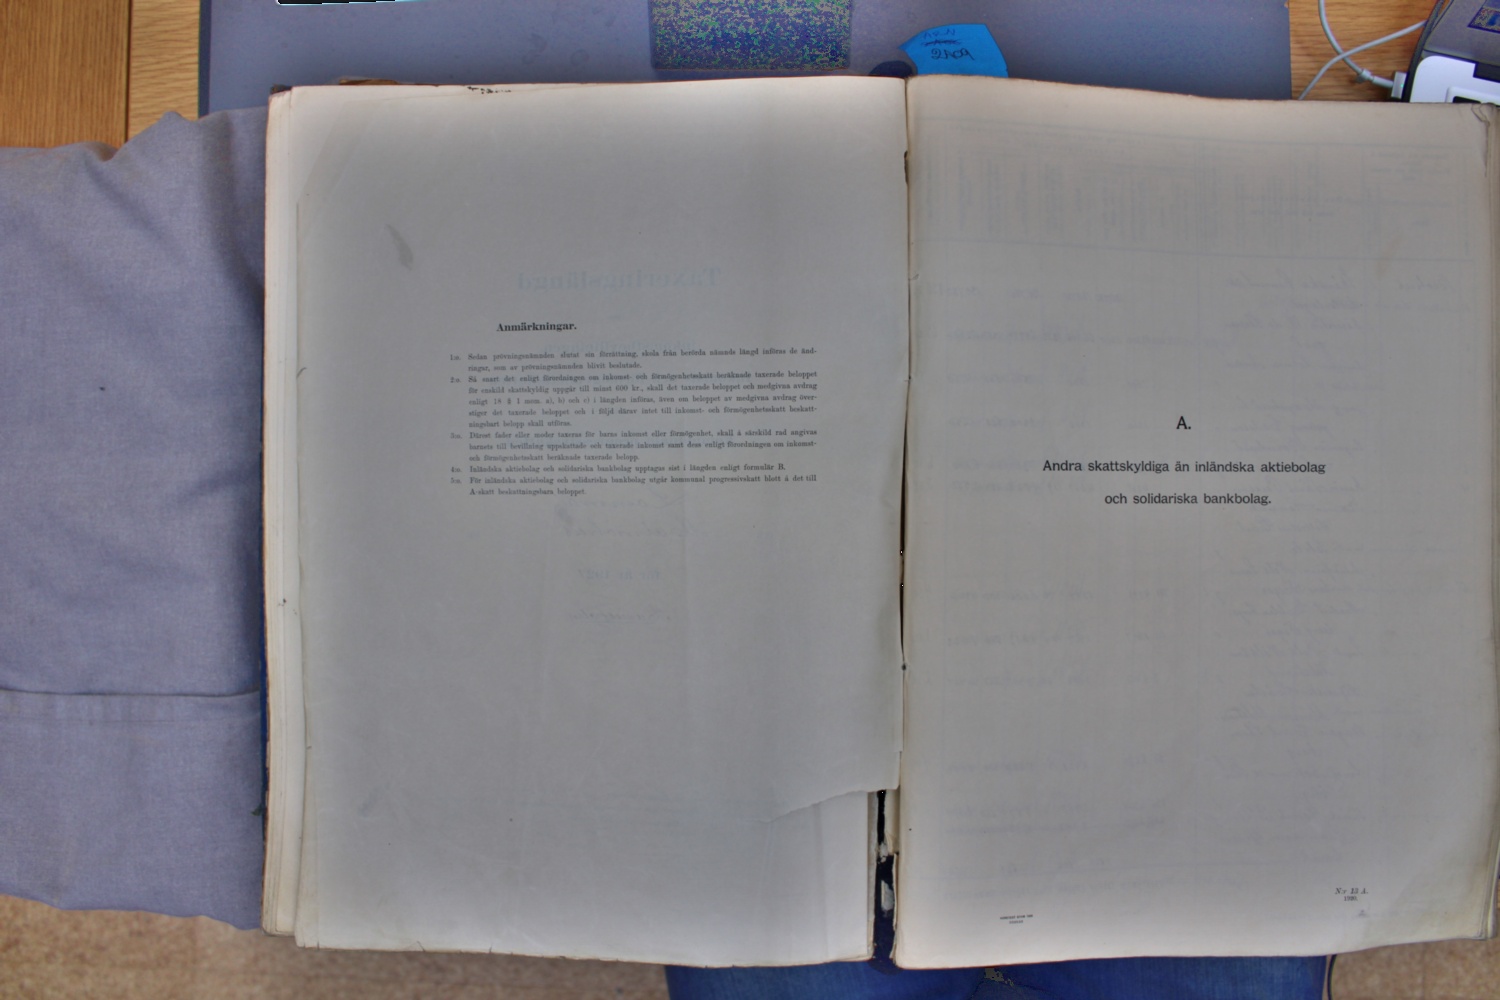 Anmärkningar.
1:o. Sedan prövningsnämnden slutat sin förrättning, skola från berörda nämnds längd införas de änd-
ringar, som av prövningsnämnden blivit beslutade.
2:o. Så snart det enligt förordningen om inkomst- och förmögenhetsskatt beräknade taxerade beloppet
för enskild skattskyldig uppgår till minst 600 kr., skall det taxerade beloppet och medgivna avdrag
enligt 18 § 1 mom. a), b) och c) i längden införas, även om beloppet av medgivna avdrag över-
stiger det taxerade beloppet och i följd därav intet till inkomst- och förmögenhetsskatt beskatt-
ningsbart belopp skall utföras.
3:o. Därest fader eller moder taxeras för barns inkomst eller förmögenhet, skall å särskild rad angivas
barnets till bevillning uppskattade och taxerade inkomst samt dess enligt förordningen om inkomst-
och förmögenhetsskatt beräknade taxerade belopp.
4:o. Inländska aktiebolag och solidariska bankbolag upptagas sist i längden enligt formulär B.
5:o. För inländska aktiebolag och solidariska bankbolag utgår kommunal progressivskatt blott å det till
A-skatt beskattningsbara beloppet.
A.
Andra skattskyldiga än inländska aktiebolag
och solidariska bankbolag.
N:r 13 A.
1920.